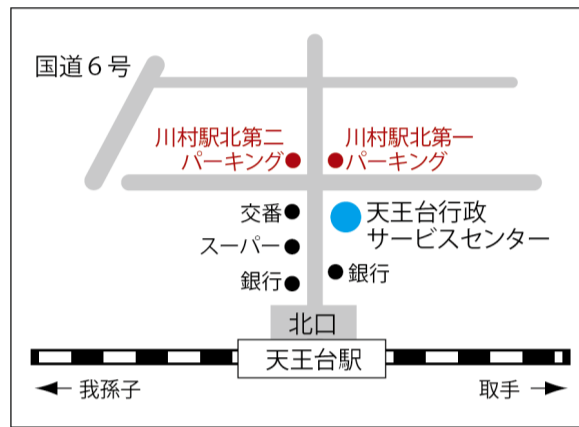 国道６号
川村駅北第二
パーキング
川村駅北第一
パーキング
交番
天王台行政
サービスセンター
スーパー
銀行
銀行
北口
天王台駅
我孫子
取手